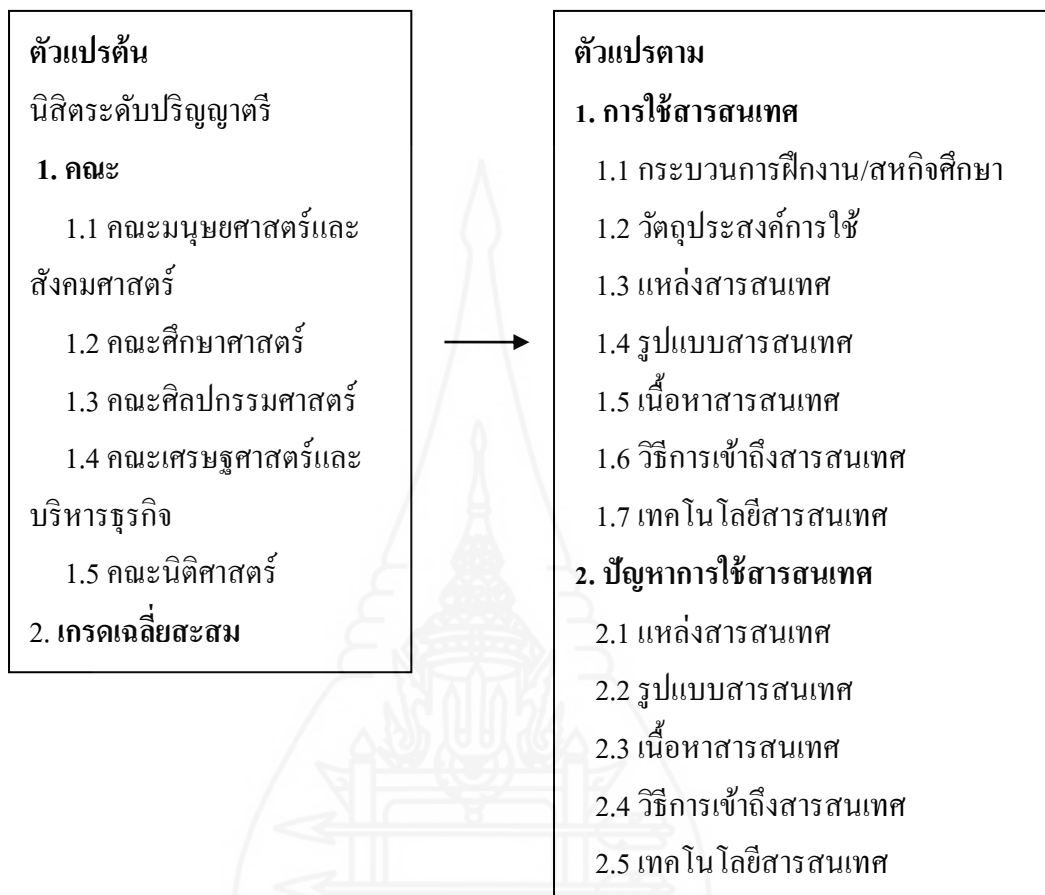 ตัวแปรต้น
นิสิตระดับปริญญาตรี
1. คณะ
1.1 คณะมนุษยศาสตร์และ
สังคมศาสตร์
1.2 คณะศึกษาศาสตร์
1.3 คณะศิลปกรรมศาสตร์
1.4 คณะเศรษฐศาสตร์และ
บริหารธุรกิจ
1.5 คณะนิติศาสตร์
2. เกรดเฉลี่ยสะสม
ตัวแปรตาม
1. การใช้สารสนเทศ
1.1 กระบวนการฝึกงาน/สหกิจศึกษา
1.2 วัตถุประสงค์การใช้
1.3 แหล่งสารสนเทศ
1.4 รูปแบบสารสนเทศ
1.5 เนื้อหาสารสนเทศ
1.6 วิธีการเข้าถึงสารสนเทศ
1.7 เทคโนโลยีสารสนเทศ
2. ปัญหาการใช้สารสนเทศ
2.1 แหล่งสารสนเทศ
2.2 รูปแบบสารสนเทศ
2.3 เนื้อหาสารสนเทศ
2.4 วิธีการเข้าถึงสารสนเทศ
2.5 เทคโนโลยีสารสนเทศ